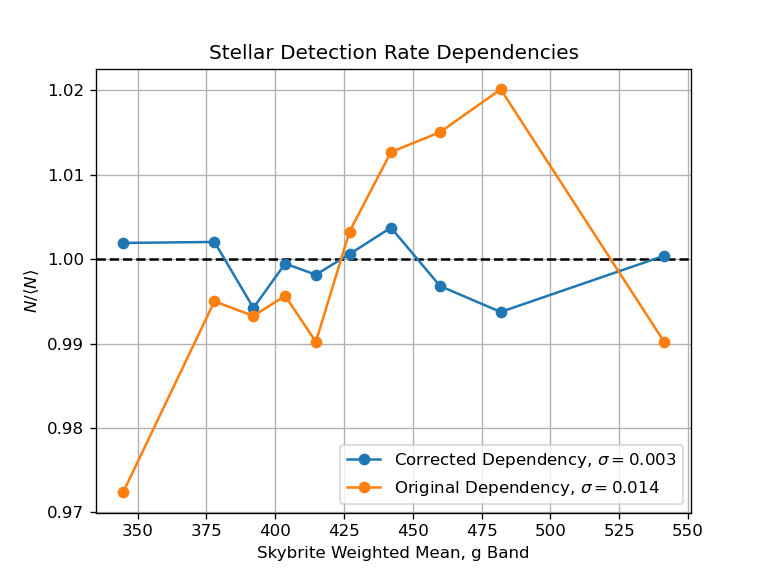 Stellar Detection Rate Dependencies
N/⟨N⟩
1.02
1.01
1.00
0.99
0.98
0.97
350 375 400 425 450 475 500 525 550
Skybrite Weighted Mean, g Band
Corrected Dependency, σ = 0.003
Original Dependency, σ = 0.014